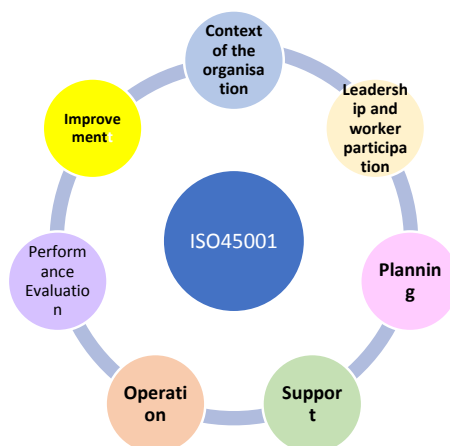 Context
of the
organisa
tion
Leadersh
ip and
worker
participa
tion
Plannin
g
Suppor
t
Operati
on
Perform
ance
Evaluatio
n
Improve
ment
ISO45001